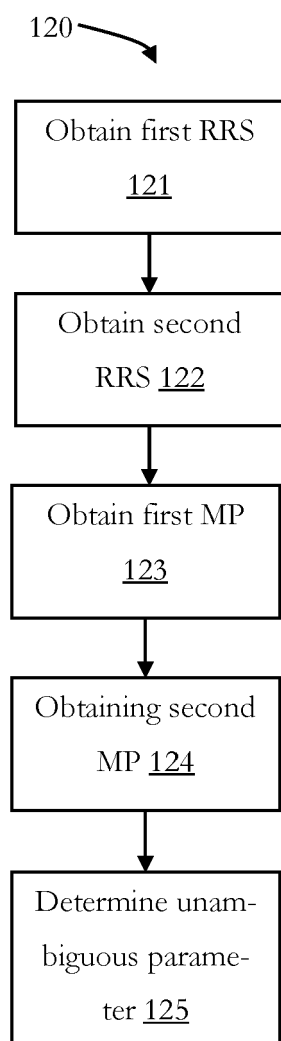 120
Obtain first RRS
121
Obtain second
RRS 122
Obtain first MP
123
Obtaining second
MP 124
Determine unam-
biguous parame-
ter 125